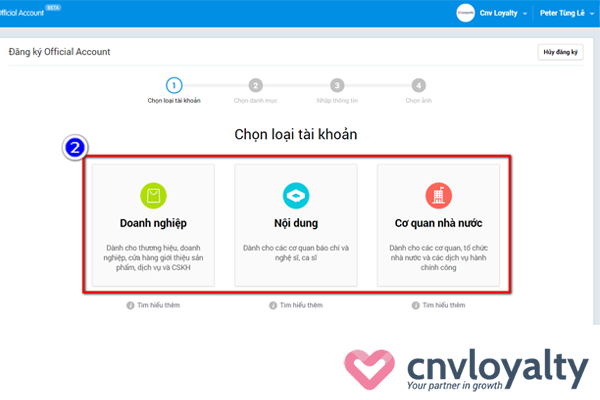 Official Account BETA
Cnv Loyalty
Peter Tùng Lê
Đăng ký Official Account
Hủy đăng ký
1 2 3 4
Chọn loại tài khoản Chọn danh mục Nhập thông tin Chọn ảnh
Chọn loại tài khoản
2
Doanh nghiệp
Dành cho thương hiệu, doanh
nghiệp, cửa hàng giới thiệu sản
phẩm, dịch vụ và CSKH
Tìm hiểu thêm
Nội dung
Dành cho các cơ quan báo chí và
nghệ sĩ, ca sĩ
Tìm hiểu thêm
Cơ quan nhà nước
Dành cho các cơ quan, tổ chức
nhà nước và các dịch vụ hành
chính công
Tìm hiểu thêm
cnvloyalty
Your partner in growth